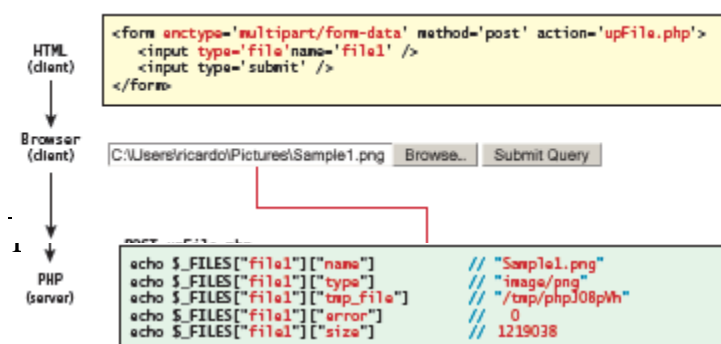 HTML
(client)
<form enctype='multipart/form-data' method='post' action='upFile.php'>
<input type='file'name='file1' />
<input type='submit' />
</form>
Browser
(client)
C:\Users\ricardo\Pictures\Sample1.png Browse... Submit Query
POST upFile.php
PHP
(server)
echo $_FILES["file1"]["name"] // "Sample1.png"
echo $_FILES["file1"]["type"] // "image/png"
echo $_FILES["file1"]["tmp_file"] // "/tmp/phpJ08pVh"
echo $_FILES["file1"]["error"] // 0
echo $_FILES["file1"]["size"] // 1219038